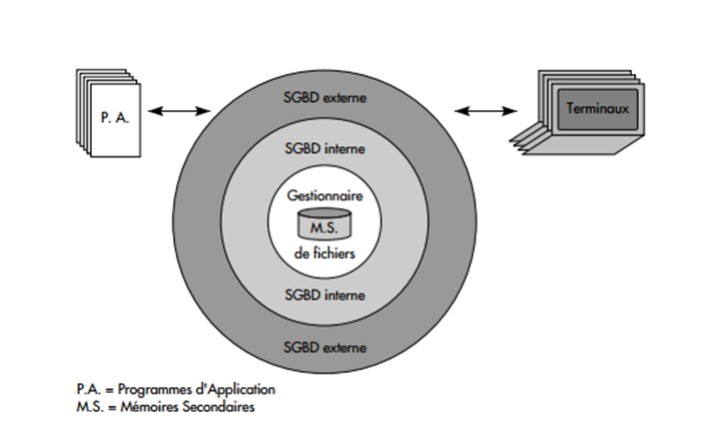 SGBD externe
P. A.
Terminaux
SGBD interne
Gestionnaire
M.S.
de fichiers
SGBD interne
SGBD externe
P.A. = Programmes d'Application
M.S. = Mémoires Secondaires